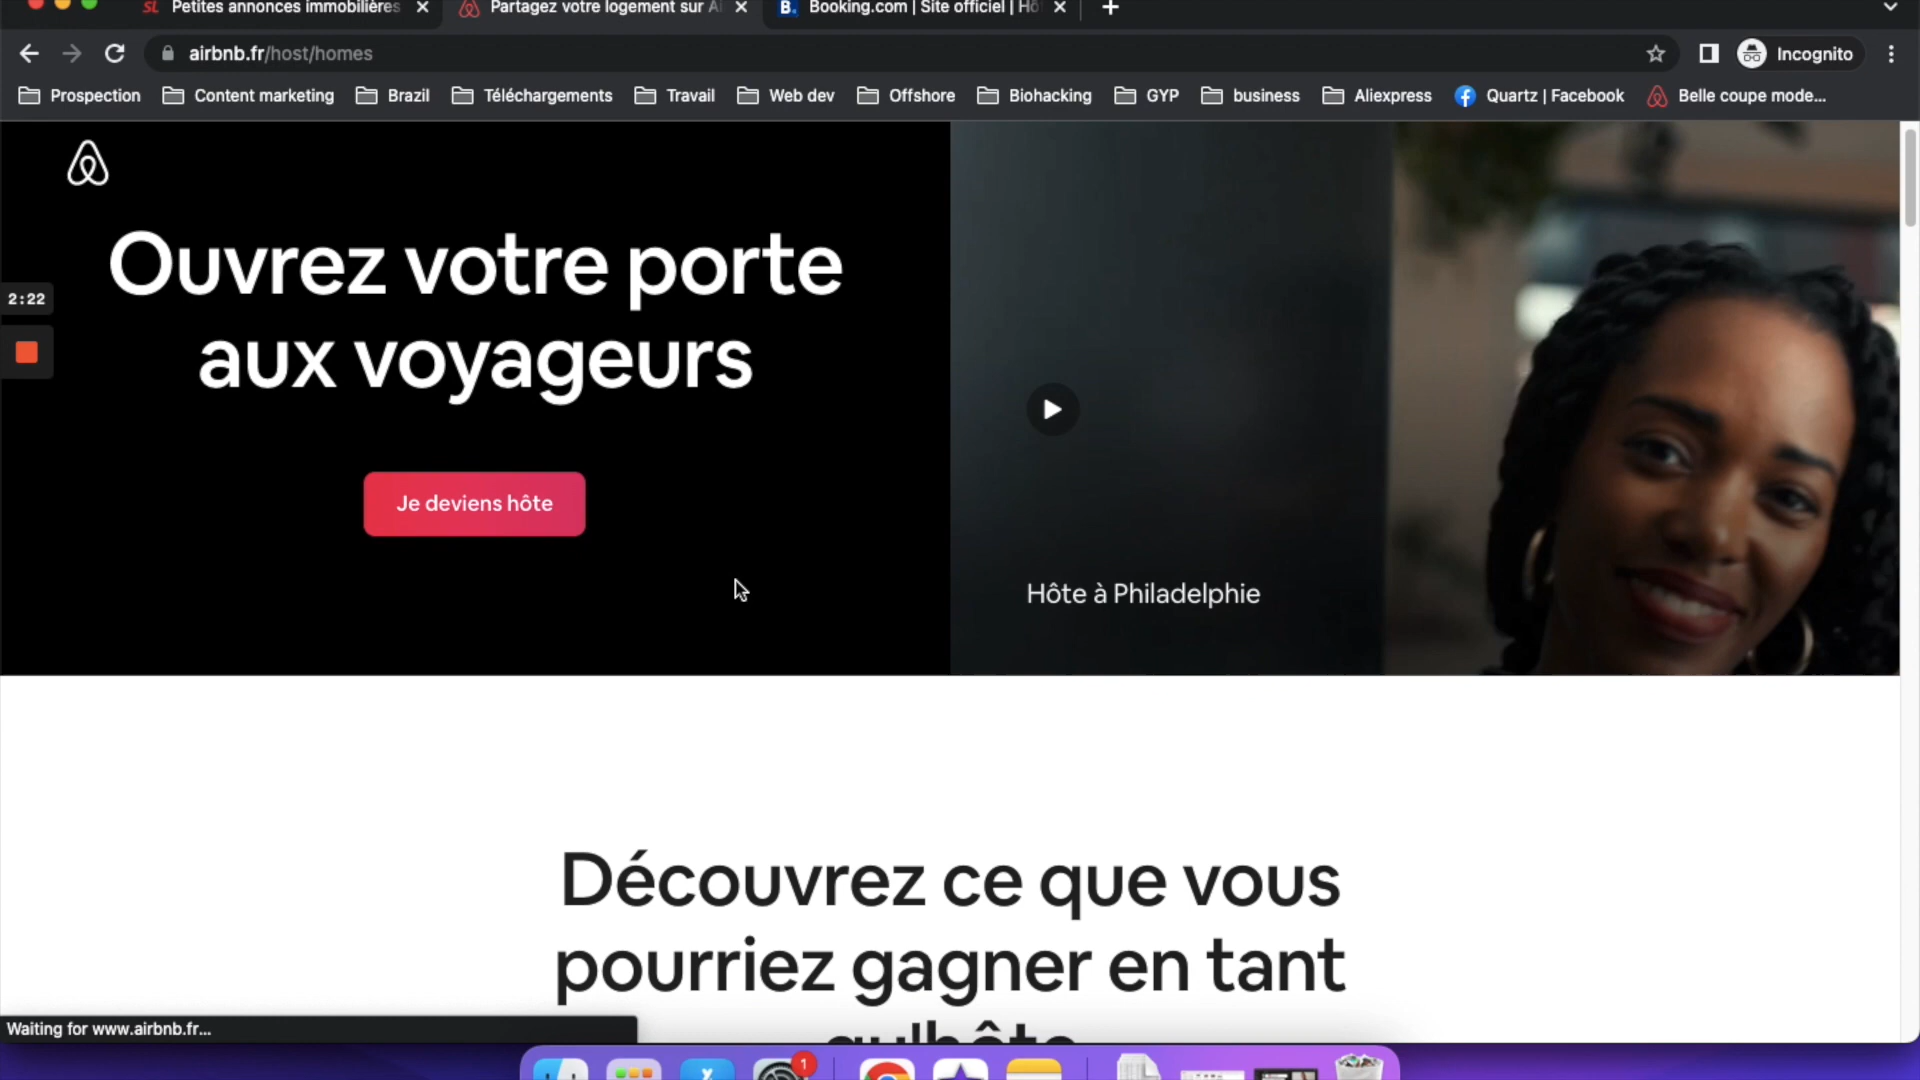 Petites annonces immobilières
Partagez votre logement sur Ai
B. Booking.com | Site officiel | Hô
airbnb.fr/host/homes
Incognito
Prospection
Content marketing
Brazil
Téléchargements
Travail
Web dev
Offshore
Biohacking
GYP
business
Aliexpress
Quartz | Facebook
Belle coupe mode...
Ouvrez votre porte
aux voyageurs
2:22
Je deviens hôte
Hôte à Philadelphie
Découvrez ce que vous
pourriez gagner en tant
qu'hôte
Waiting for www.airbnb.fr...
1